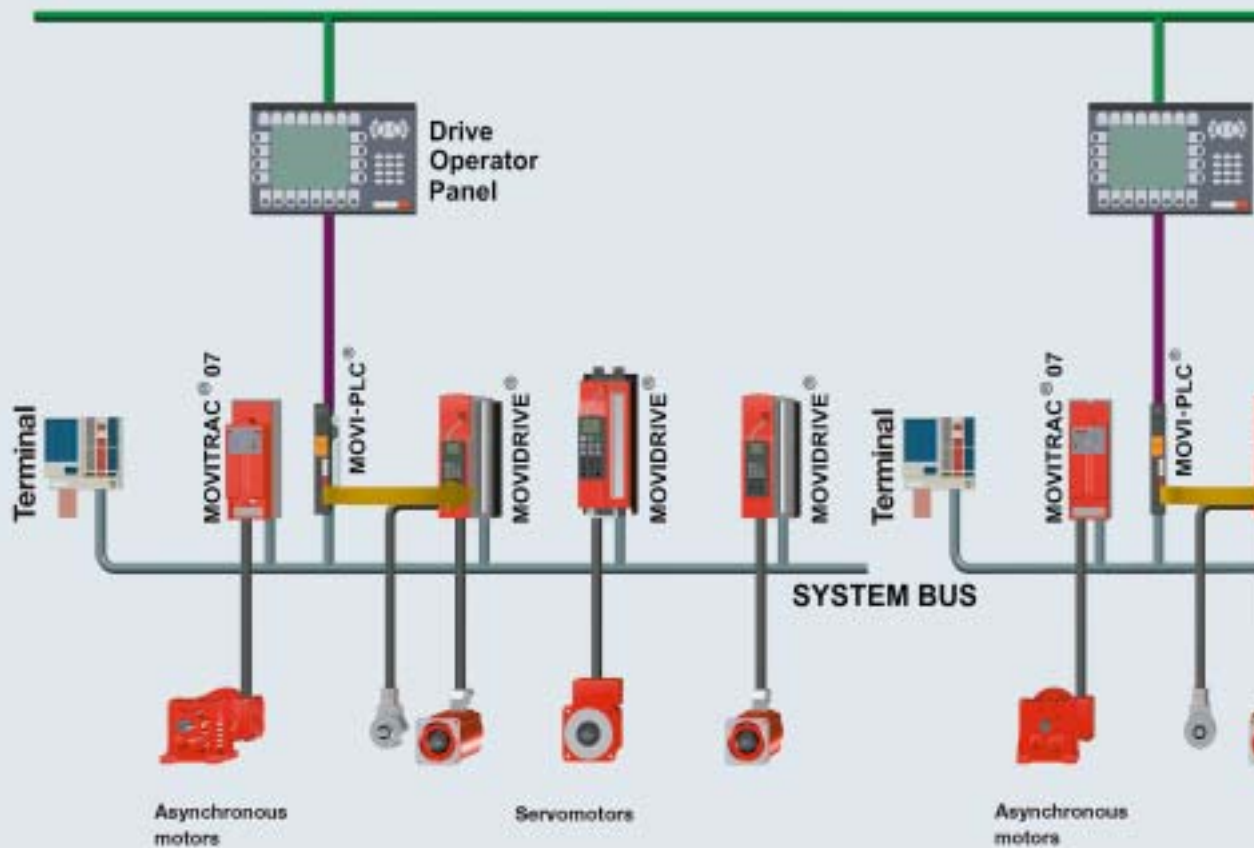 Drive
Operator
Panel
Terminal
MOVITRAC® 07
MOVI-PLC®
MOVIDRIVE®
MOVIDRIVE®
MOVIDRIVE®
Terminal
MOVITRAC® 07
MOVI-PLC®
SYSTEM BUS
Asynchronous
motors
Servomotors
Asynchronous
motors